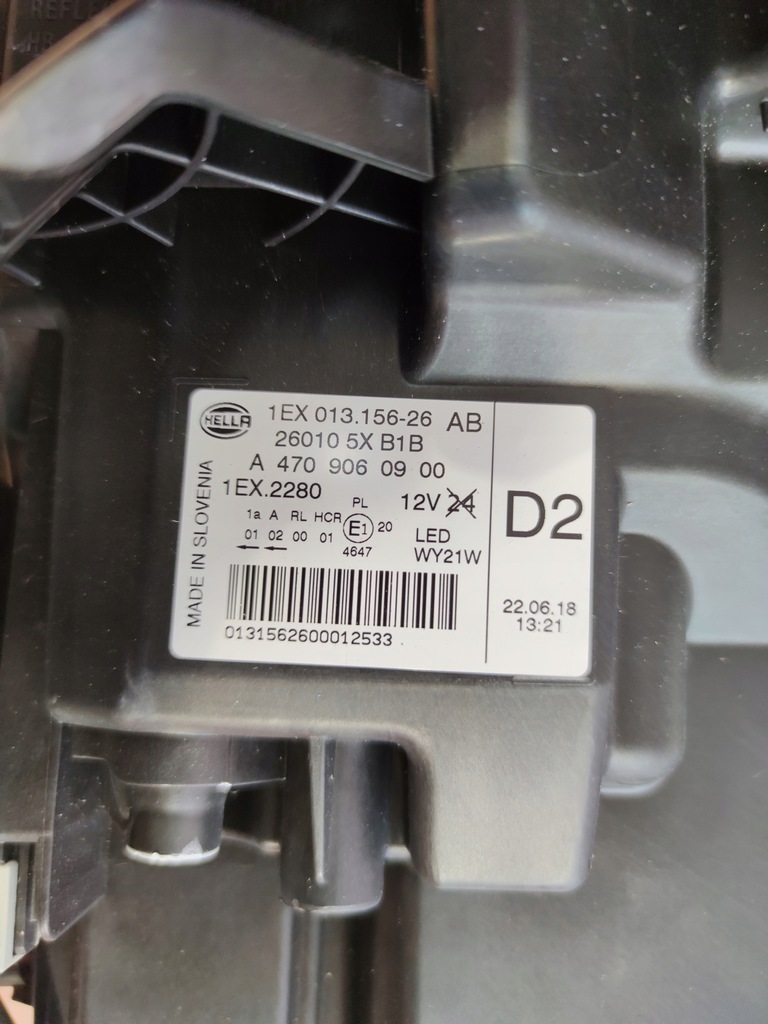 REFLE
HB
HELLA
1EX 013.156-26 AB
26010 5X B1B
A 470 906 09 00
1EX.2280
PL
12V 24
1a A RL HCR E1 20
01 02 00 01
4647
LED
WY21W
MADE IN SLOVENIA
0131562600012533
D2
22.06.18
13:21